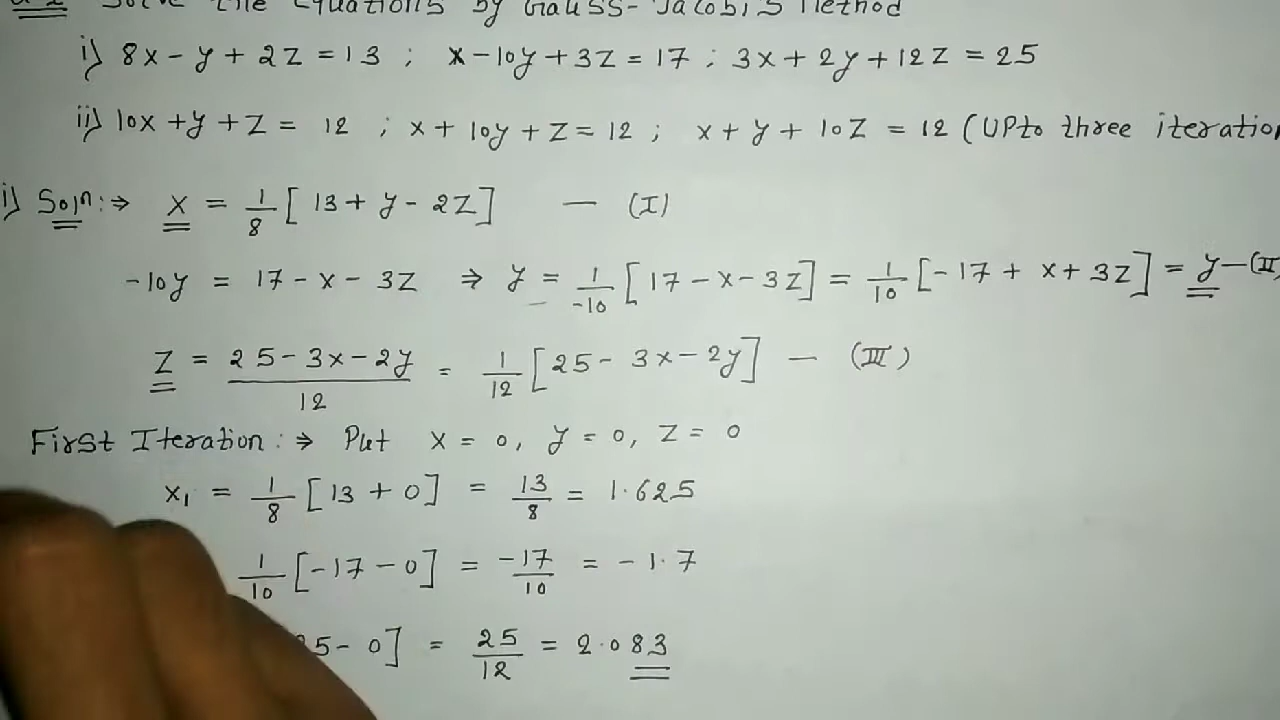 Solve the Equations by Gauss-Jacobi's Method
i) 8x - y + 2z = 13 ; x - 10y + 3z = 17 ; 3x + 2y + 12z = 25
ii) 10x + y + z = 12 ; x + 10y + z = 12 ; x + y + 10z = 12 (UPto three iteration
i) Soln :⇒ x = 1/8 [13 + y - 2z] — (I)
-10y = 17 - x - 3z ⇒ y = 1/-10 [17 - x - 3z] = 1/10 [-17 + x + 3z] = y — (II)
z = 25 - 3x - 2y / 12 = 1/12 [25 - 3x - 2y] — (III)
First Iteration :⇒ Put x = 0, y = 0, z = 0
x₁ = 1/8 [13 + 0] = 13/8 = 1.625
1/10 [-17 - 0] = -17/10 = -1.7
25 - 0] = 25/12 = 2.083